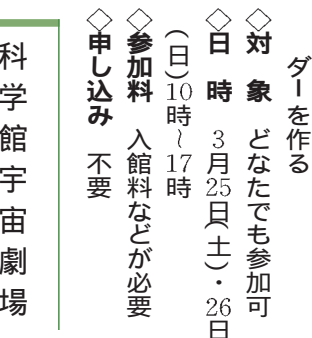 ダーを作る
◇対　象　どなたでも参加可
◇日　時　3月25日(土)・26日
(日)10時～17時
◇参加料　入館料などが必要
◇申し込み　不要
科学館宇宙劇場